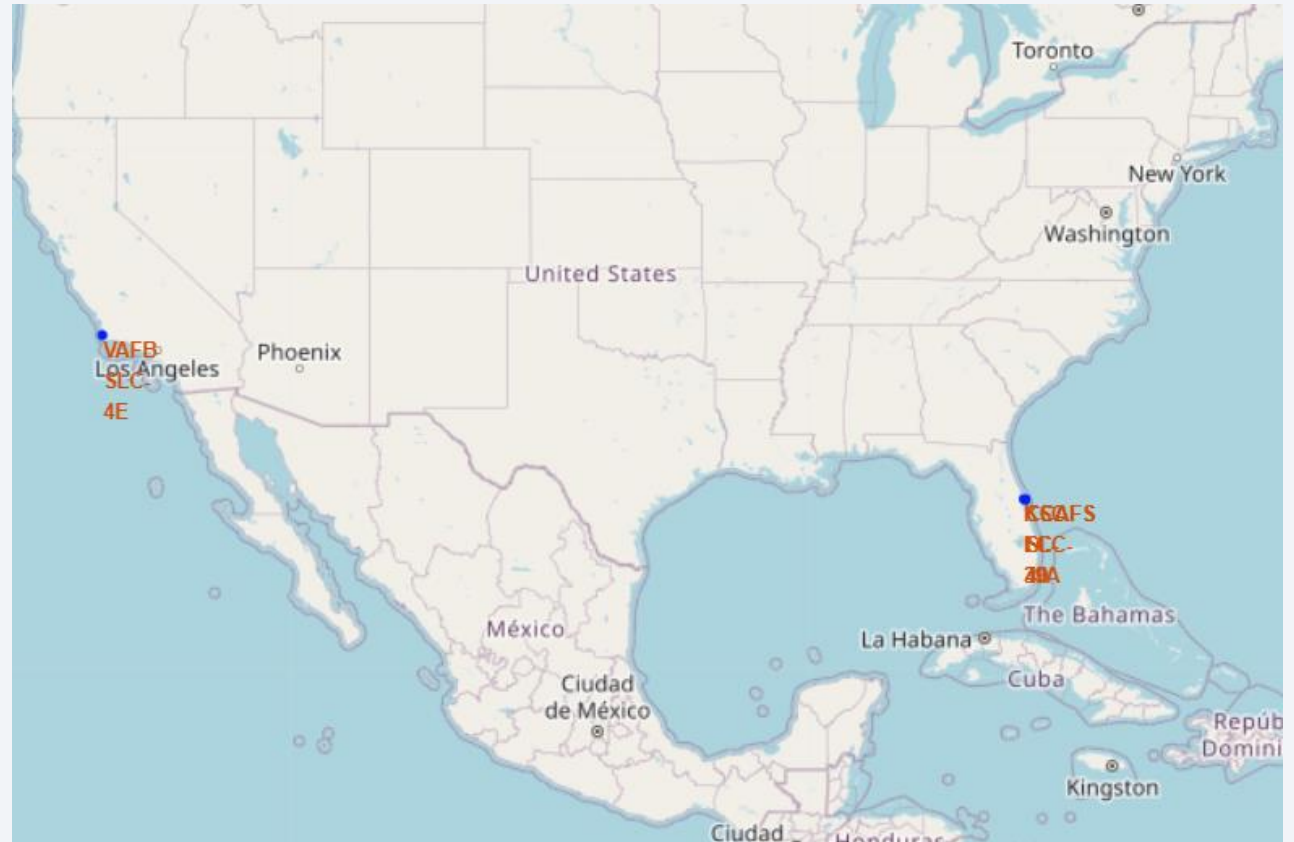 Toronto
New York
Washington
United States
VAFB
Phoenix
Los Angeles
SLC-
4E
The Bahamas
La Habana
México
Cuba
Ciudad
de México
Repúb
Domini
Kingston
Ciudad
Honduras